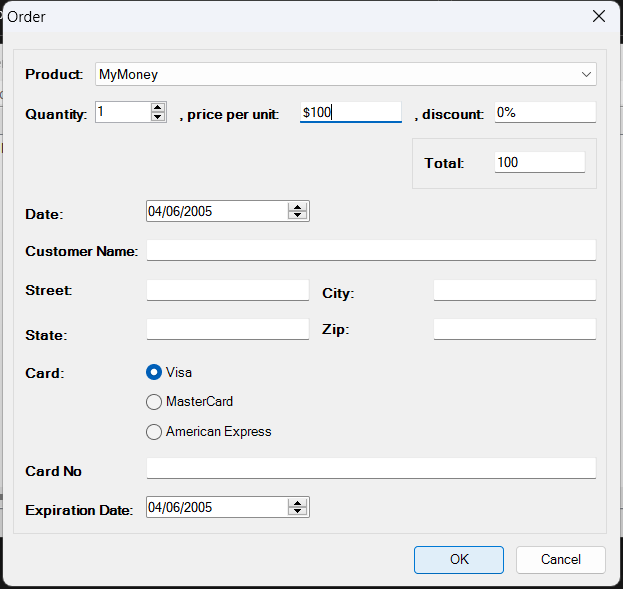 Order
Product: MyMoney
Quantity: 1 , price per unit: $100 , discount: 0%
Total: 100
Date: 04/06/2005
Customer Name:
Street: City:
State: Zip:
Card: Visa
MasterCard
American Express
Card No
Expiration Date: 04/06/2005
OK Cancel